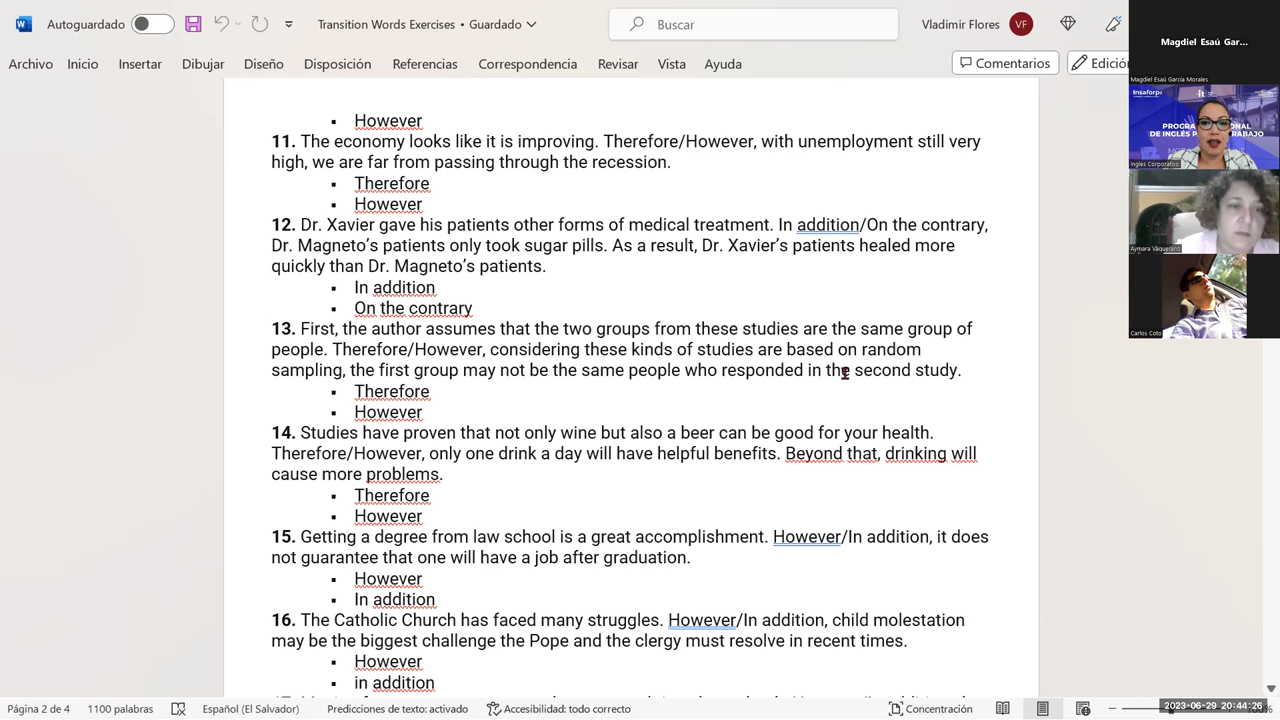 Autoguardado
Transition Words Exercises • Guardado
Buscar
Vladimir Flores
VF
Archivo Inicio Insertar Dibujar Diseño Disposición Referencias Correspondencia Revisar Vista Ayuda
Comentarios
Edición
However
11. The economy looks like it is improving. Therefore/However, with unemployment still very
high, we are far from passing through the recession.
Therefore
However
12. Dr. Xavier gave his patients other forms of medical treatment. In addition/On the contrary,
Dr. Magneto’s patients only took sugar pills. As a result, Dr. Xavier’s patients healed more
quickly than Dr. Magneto’s patients.
In addition
On the contrary
13. First, the author assumes that the two groups from these studies are the same group of
people. Therefore/However, considering these kinds of studies are based on random
sampling, the first group may not be the same people who responded in the second study.
Therefore
However
14. Studies have proven that not only wine but also a beer can be good for your health.
Therefore/However, only one drink a day will have helpful benefits. Beyond that, drinking will
cause more problems.
Therefore
However
15. Getting a degree from law school is a great accomplishment. However/In addition, it does
not guarantee that one will have a job after graduation.
However
In addition
16. The Catholic Church has faced many struggles. However/In addition, child molestation
may be the biggest challenge the Pope and the clergy must resolve in recent times.
However
in addition
Magdiel Esaú Gar...
Magdiel Esaú García Morales
Insaforp
Ingles Corporativo
Aymara Vaquerano
Carlos Coto
Página 2 de 4
1100 palabras
Español (El Salvador)
Predicciones de texto: activado
Accesibilidad: todo correcto
Concentración
2023-06-29 20:44:26